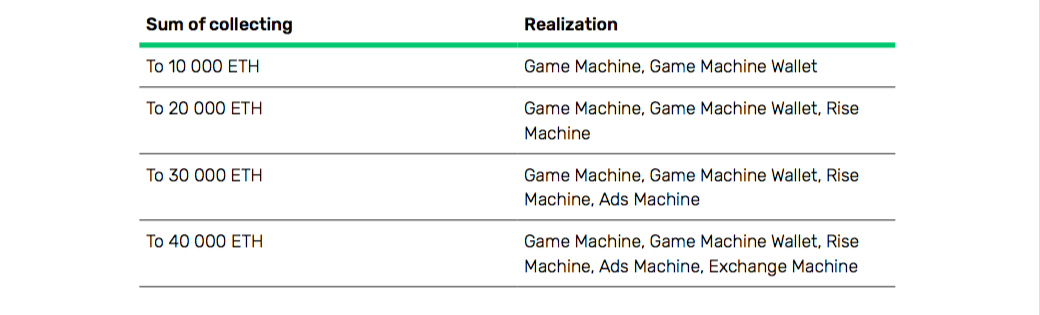 Sum of collecting Realization
To 10 000 ETH Game Machine, Game Machine Wallet
To 20 000 ETH Game Machine, Game Machine Wallet, Rise
Machine
To 30 000 ETH Game Machine, Game Machine Wallet, Rise
Machine, Ads Machine
To 40 000 ETH Game Machine, Game Machine Wallet, Rise
Machine, Ads Machine, Exchange Machine